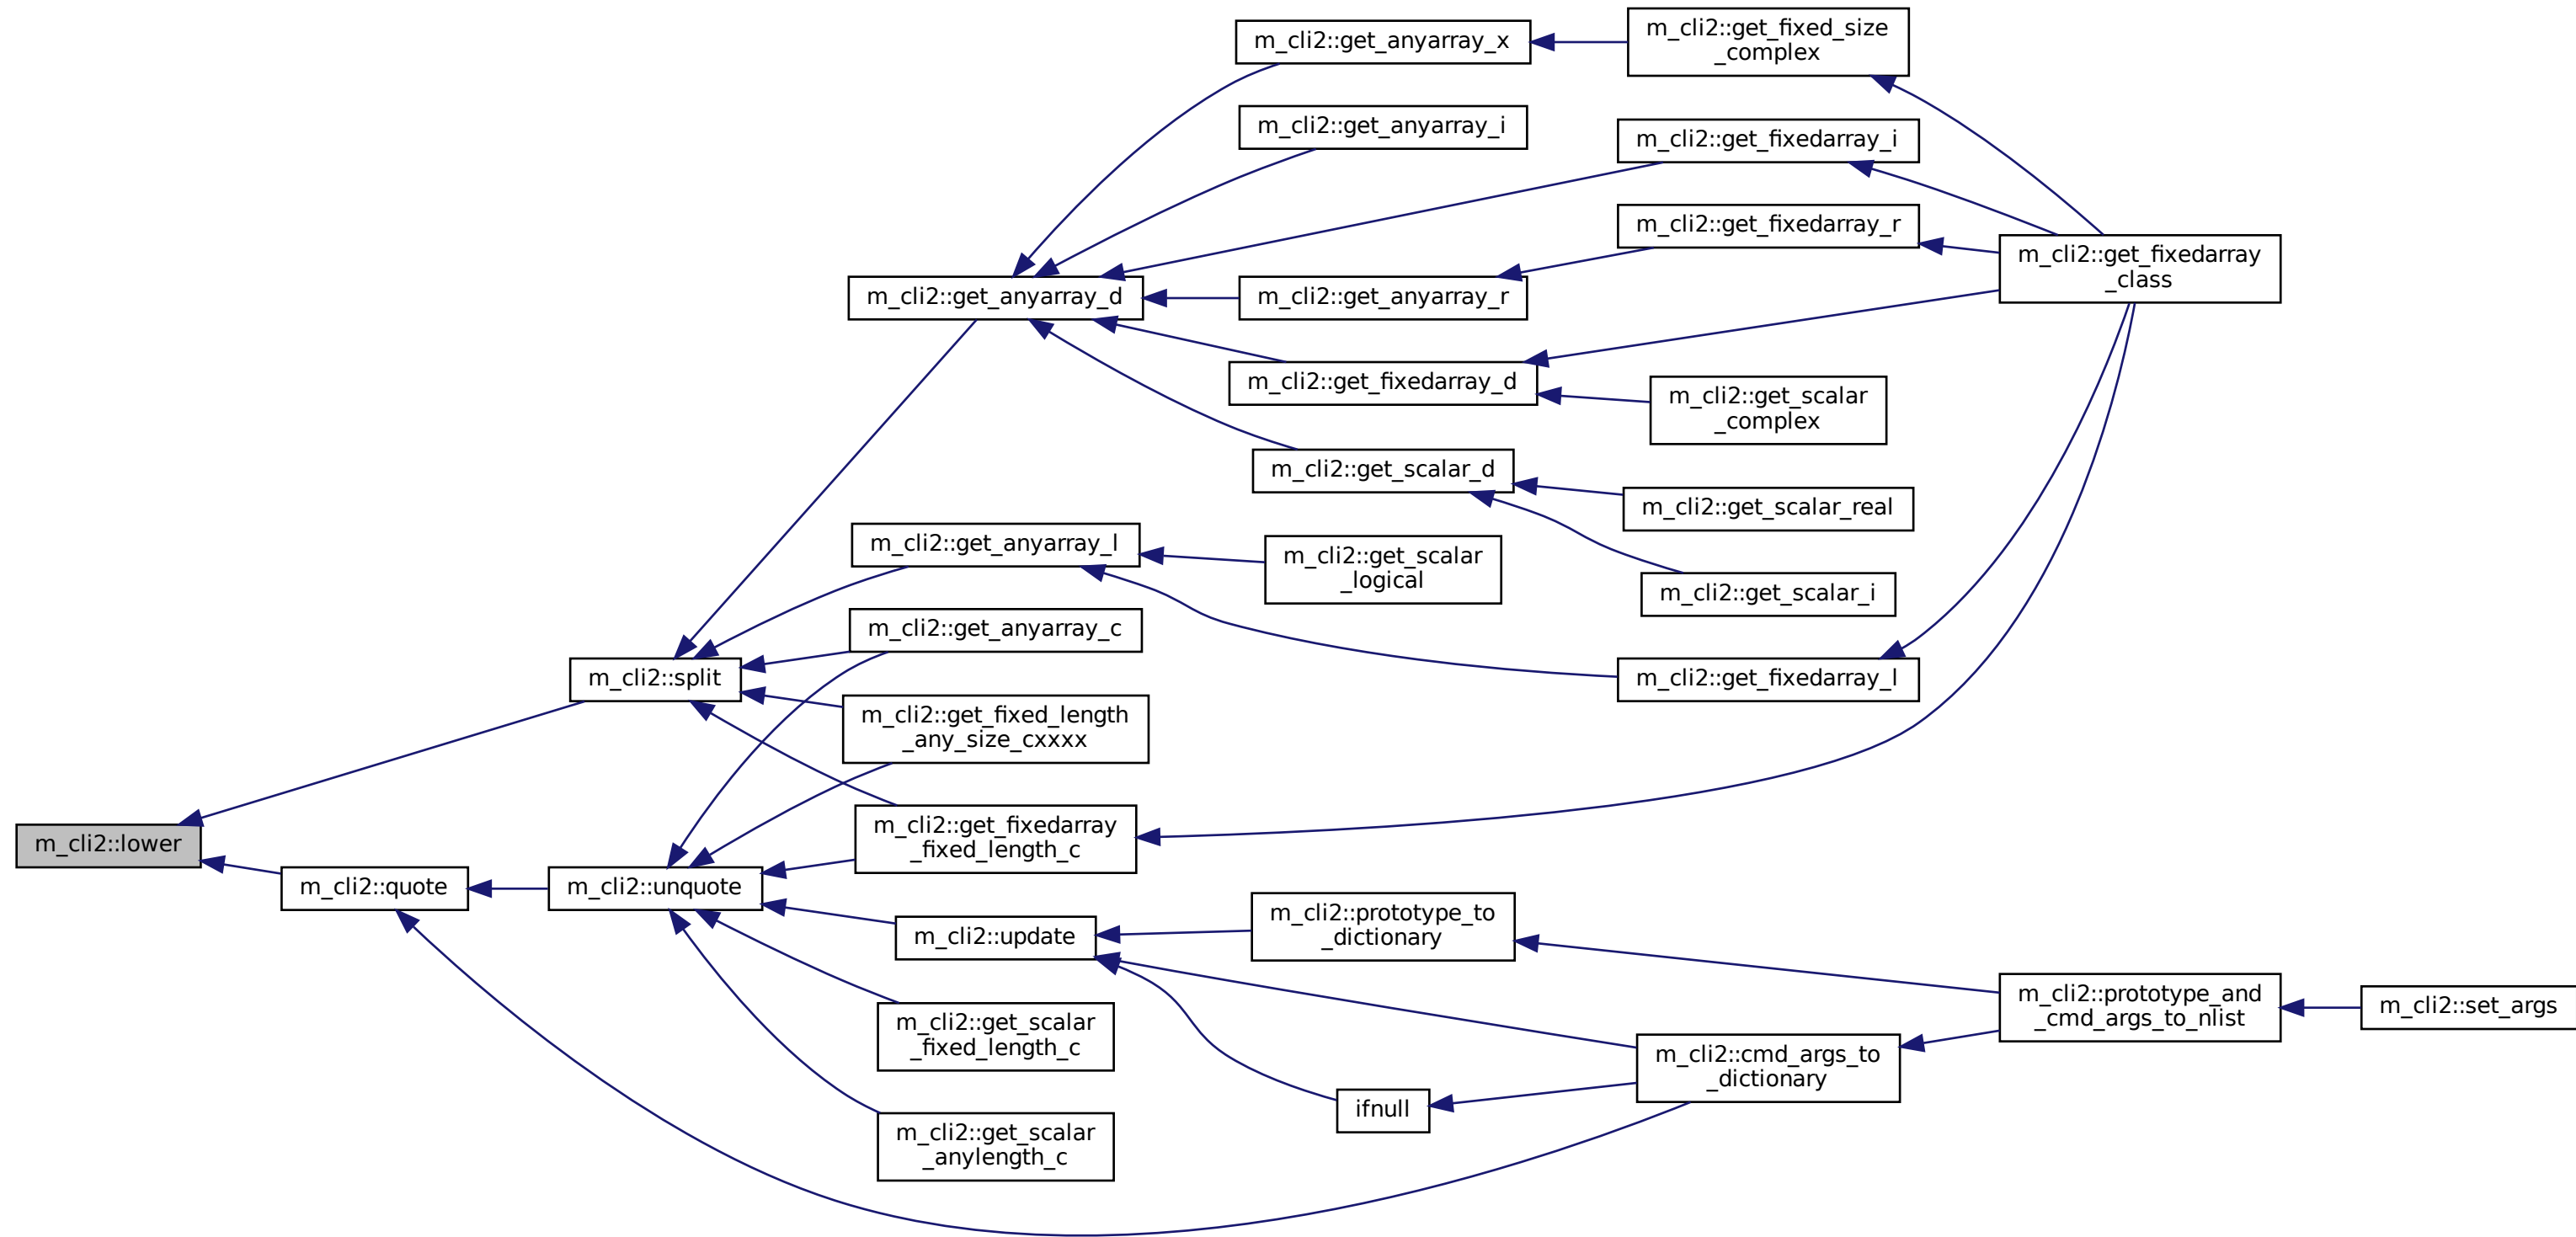 m_cli2::lower
m_cli2::split
m_cli2::quote
m_cli2::unquote
m_cli2::get_anyarray_d
m_cli2::get_anyarray_l
m_cli2::get_anyarray_c
m_cli2::get_fixed_length
_any_size_cxxxx
m_cli2::get_fixedarray
_fixed_length_c
m_cli2::update
m_cli2::get_scalar
_fixed_length_c
m_cli2::get_scalar
_anylength_c
m_cli2::get_anyarray_x
m_cli2::get_anyarray_i
m_cli2::get_anyarray_r
m_cli2::get_fixedarray_d
m_cli2::get_scalar_d
m_cli2::get_scalar
_logical
m_cli2::prototype_to
_dictionary
ifnull
m_cli2::get_fixed_size
_complex
m_cli2::get_fixedarray_i
m_cli2::get_fixedarray_r
m_cli2::get_scalar
_complex
m_cli2::get_scalar_real
m_cli2::get_scalar_i
m_cli2::get_fixedarray_l
m_cli2::cmd_args_to
_dictionary
m_cli2::get_fixedarray
_class
m_cli2::prototype_and
_cmd_args_to_nlist
m_cli2::set_args